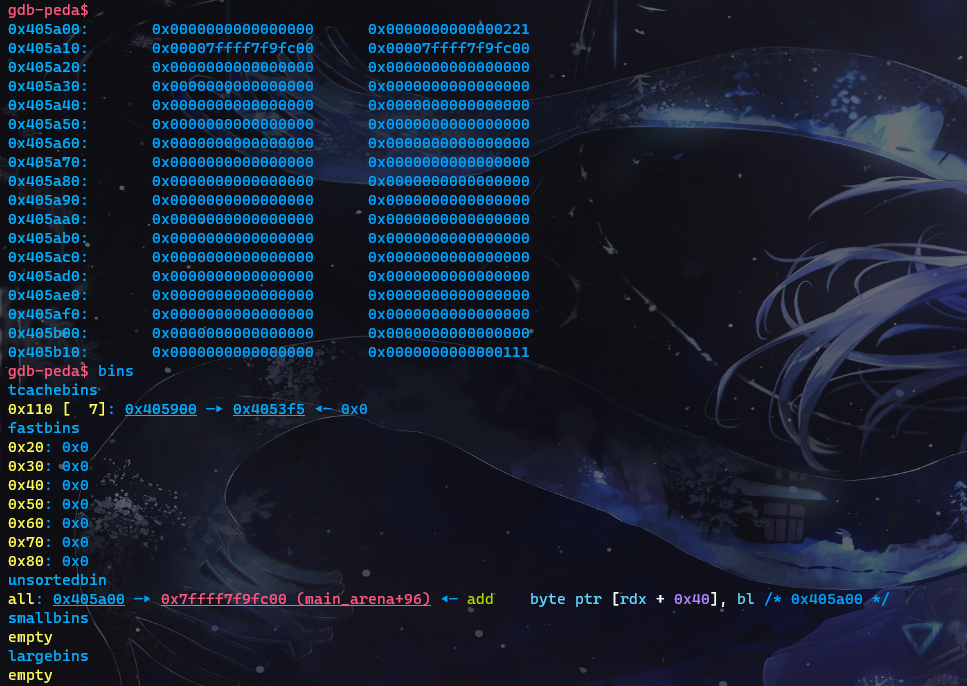 gdb-peda$
0x405a00: 0x0000000000000000 0x0000000000000221
0x405a10: 0x00007ffff7f9fc00 0x00007ffff7f9fc00
0x405a20: 0x0000000000000000 0x0000000000000000
0x405a30: 0x0000000000000000 0x0000000000000000
0x405a40: 0x0000000000000000 0x0000000000000000
0x405a50: 0x0000000000000000 0x0000000000000000
0x405a60: 0x0000000000000000 0x0000000000000000
0x405a70: 0x0000000000000000 0x0000000000000000
0x405a80: 0x0000000000000000 0x0000000000000000
0x405a90: 0x0000000000000000 0x0000000000000000
0x405aa0: 0x0000000000000000 0x0000000000000000
0x405ab0: 0x0000000000000000 0x0000000000000000
0x405ac0: 0x0000000000000000 0x0000000000000000
0x405ad0: 0x0000000000000000 0x0000000000000000
0x405ae0: 0x0000000000000000 0x0000000000000000
0x405af0: 0x0000000000000000 0x0000000000000000
0x405b00: 0x0000000000000000 0x0000000000000000
0x405b10: 0x0000000000000000 0x0000000000000111
gdb-peda$ bins
tcachebins
0x110 [  7]: 0x405900 —▸ 0x4053f5 ◂— 0x0
fastbins
0x20: 0x0
0x30: 0x0
0x40: 0x0
0x50: 0x0
0x60: 0x0
0x70: 0x0
0x80: 0x0
unsortedbin
all: 0x405a00 —▸ 0x7ffff7f9fc00 (main_arena+96) ◂— add    byte ptr [rdx + 0x40], bl /* 0x405a00 */
smallbins
empty
largebins
empty